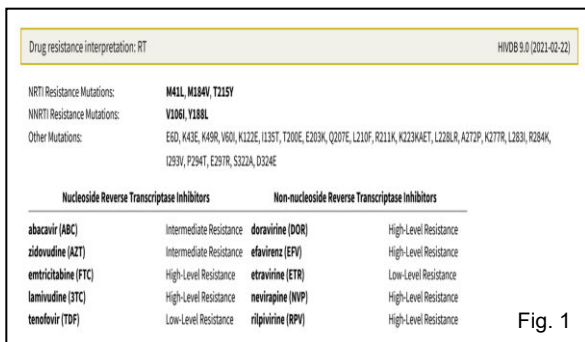 Drug resistance interpretation: RT HIVDB 9.0 (2021-02-22)
NRTI Resistance Mutations: M41L, M184V, T215Y
NNRTI Resistance Mutations: V106I, Y188L
Other Mutations: E6D, K43E, K49R, V60I, K122E, I135T, T200E, E203K, Q207E, L210F, R211K, K223KAET, L228LR, A272P, K277R, L283I, R284K,
I293V, P294T, E297R, S322A, D324E
Nucleoside Reverse Transcriptase Inhibitors Non-nucleoside Reverse Transcriptase Inhibitors
abacavir (ABC) Intermediate Resistance doravirine (DOR) High-Level Resistance
zidovudine (AZT) Intermediate Resistance efavirenz (EFV) High-Level Resistance
emtricitabine (FTC) High-Level Resistance etravirine (ETR) Low-Level Resistance
lamivudine (3TC) High-Level Resistance nevirapine (NVP) High-Level Resistance
tenofovir (TDF) Low-Level Resistance rilpivirine (RPV) High-Level Resistance
Fig. 1